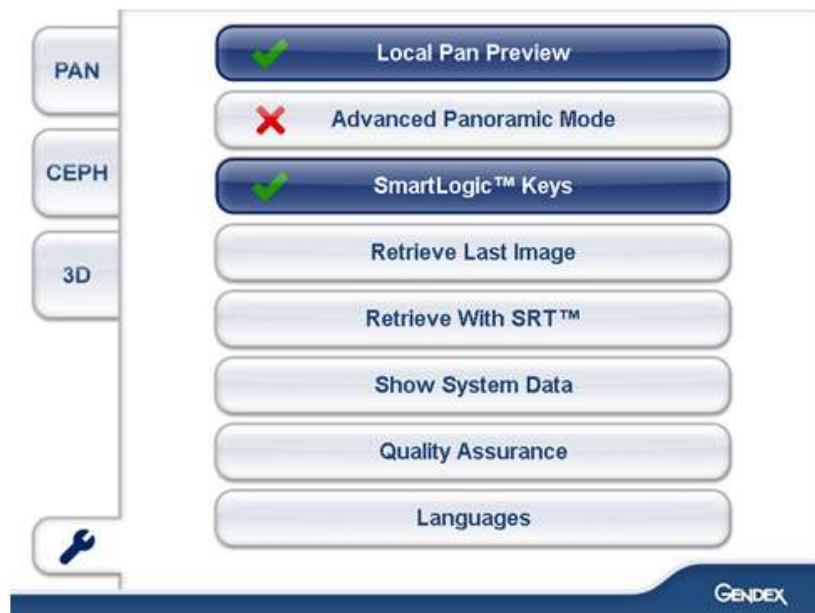 PAN
CEPH
3D
Local Pan Preview
Advanced Panoramic Mode
SmartLogic™ Keys
Retrieve Last Image
Retrieve With SRT™
Show System Data
Quality Assurance
Languages
GENDEX